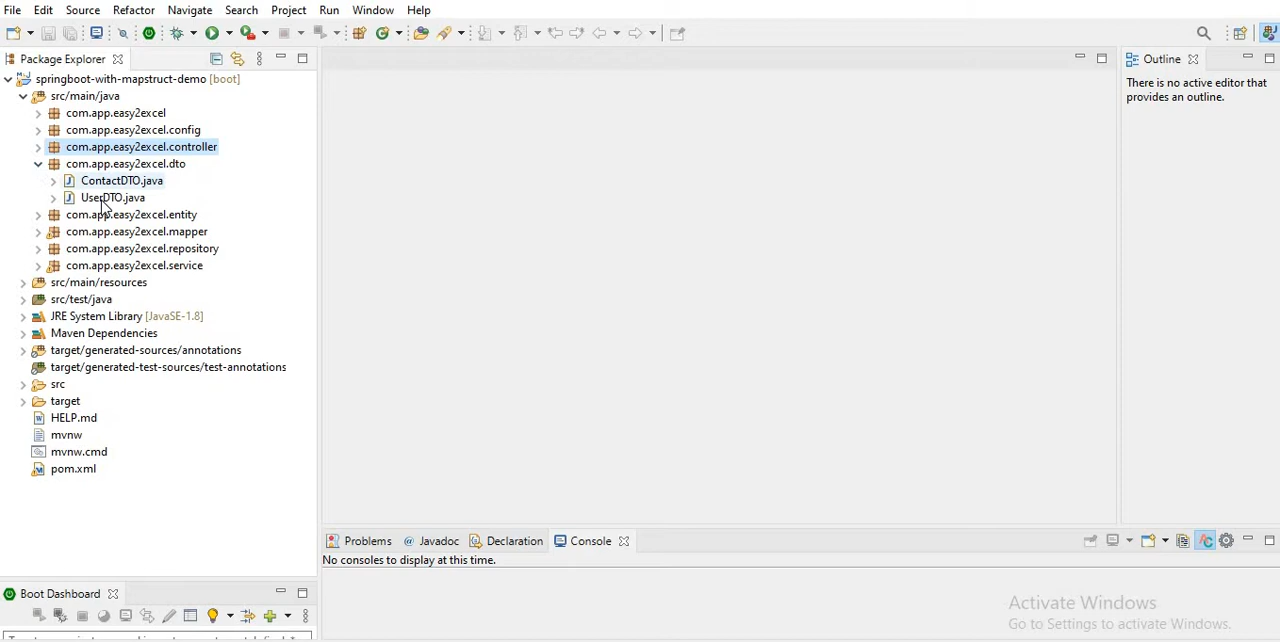 File Edit Source Refactor Navigate Search Project Run Window Help
Package Explorer
springboot-with-mapstruct-demo [boot]
src/main/java
com.app.easy2excel
com.app.easy2excel.config
com.app.easy2excel.controller
com.app.easy2excel.dto
ContactDTO.java
UserDTO.java
com.app.easy2excel.entity
com.app.easy2excel.mapper
com.app.easy2excel.repository
com.app.easy2excel.service
src/main/resources
src/test/java
JRE System Library [JavaSE-1.8]
Maven Dependencies
target/generated-sources/annotations
target/generated-test-sources/test-annotations
src
target
HELP.md
mvnw
mvnw.cmd
pom.xml
Boot Dashboard
Outline
There is no active editor that
provides an outline.
Problems @ Javadoc Declaration Console
No consoles to display at this time.
Activate Windows
Go to Settings to activate Windows.